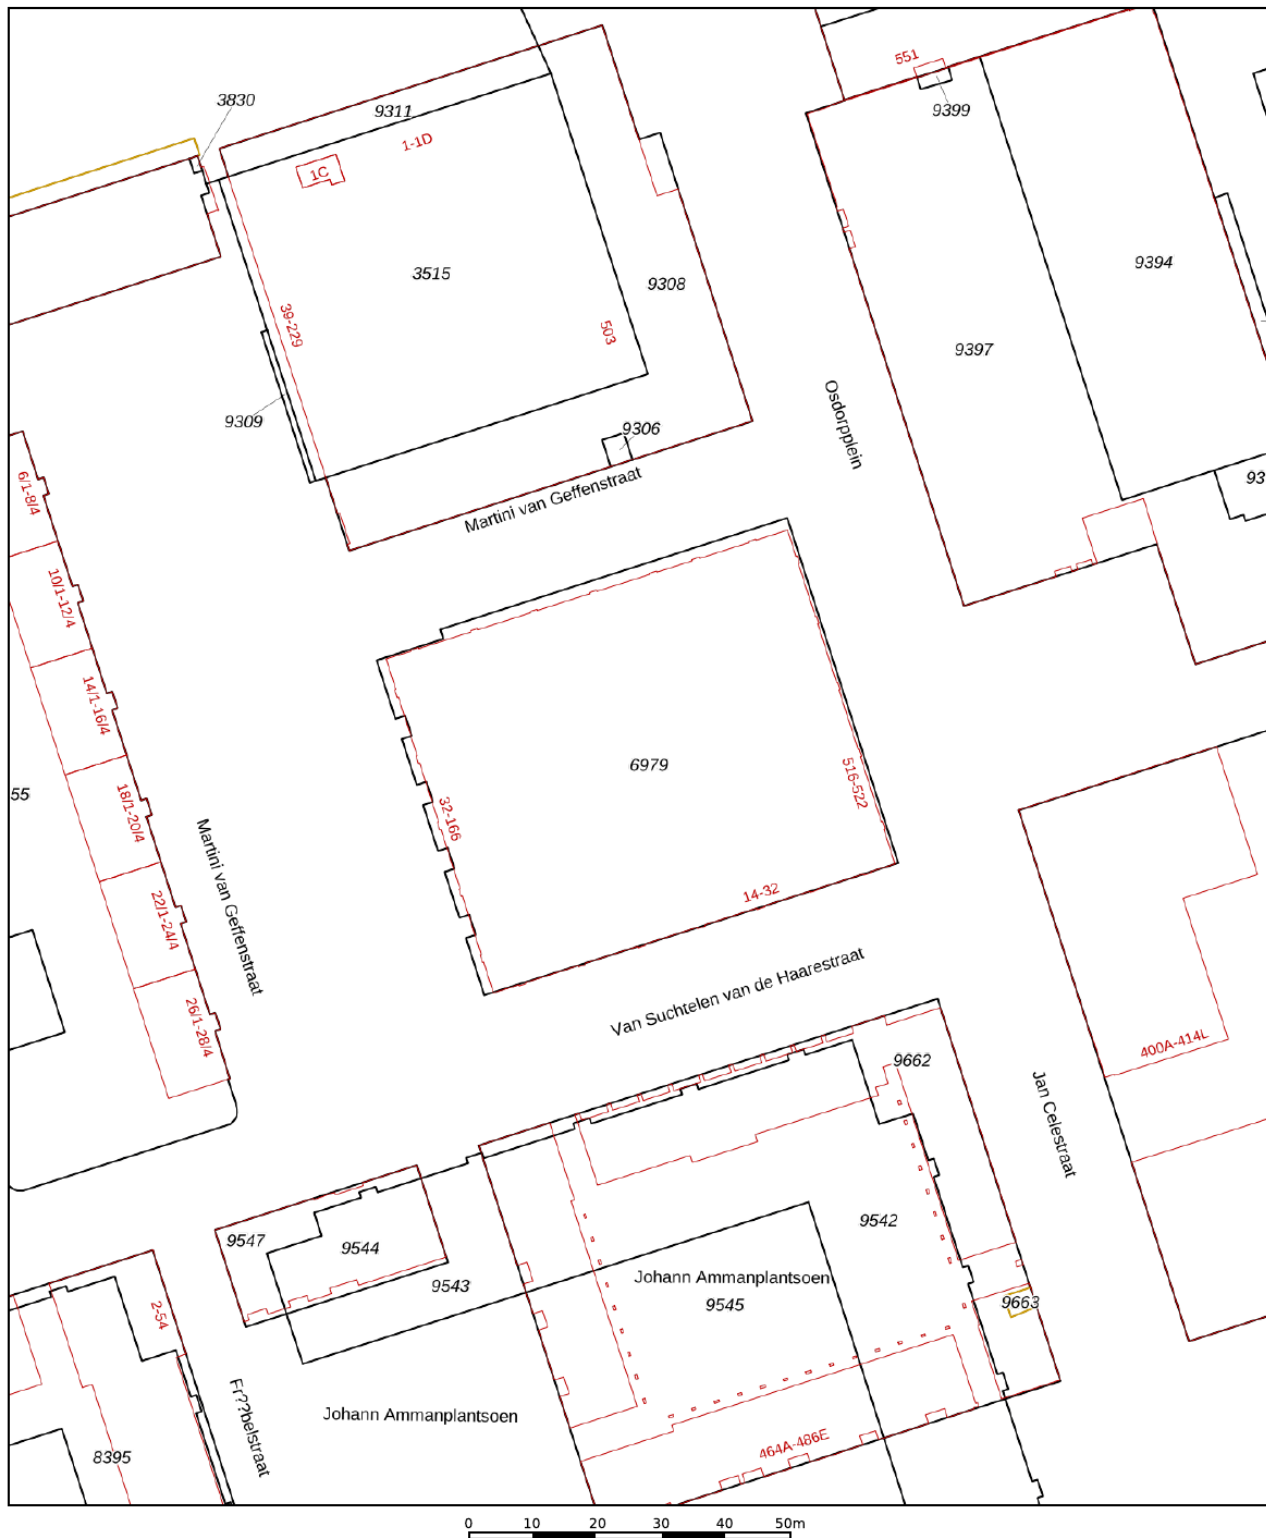 551
3830
9311
9399
1-1D
1C
3515
9308
9394
39-229
503
9397
9309
Osdorpplein
9306
93
6/1-8/4
Martini van Geffenstraat
10/1-12/4
14/1-16/4
6979
516-522
55
18/1-20/4
32-166
Martini van Geffenstraat
14-32
22/1-24/4
Van Suchtelen van de Haarestraat
26/1-28/4
400A-414L
9662
Jan Celestraat
9542
9547
9544
9543
Johann Ammanplantsoen
9545
9663
2-54
Fr??belstraat
Johann Ammanplantsoen
464A-486E
8395
0 10 20 30 40 50m